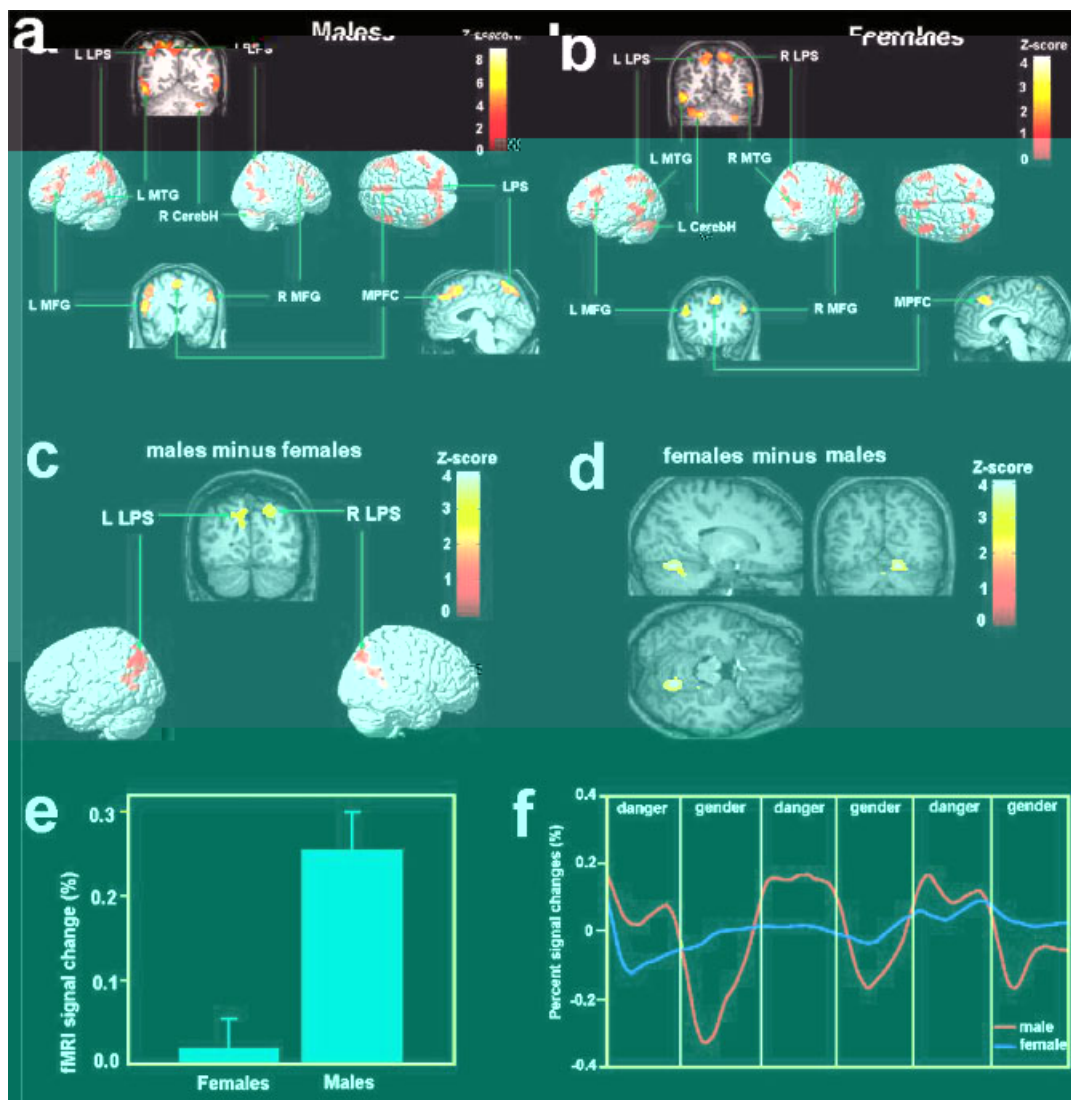 a
Males
Z-sescore
L LPS
8
6
4
2
0
L MTG
R CerebH
LPS
L MFG
R MFG
MPFC
b
Females
Z-score
L LPS
R LPS
4
3
2
1
0
L MTG
R MTG
L CerebH
L MFG
R MFG
MPFC
c
males minus females
Z-score
L LPS
R LPS
4
3
2
1
0
d
females minus males
Z-score
4
3
2
1
0
e
fMRI signal change (%)
0.3
0.2
0.1
0.0
Females
Males
f
Percent signal changes (%)
0.4
0.2
0
-0.2
-0.4
danger
gender
danger
gender
danger
gender
male
female